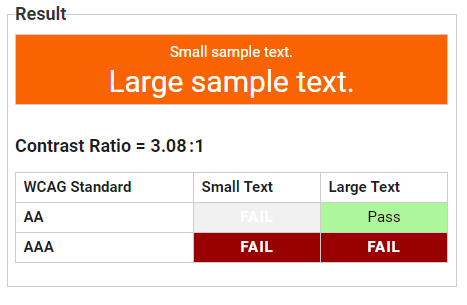 Result
Small sample text.
Large sample text.
Contrast Ratio = 3.08:1
WCAG Standard Small Text Large Text
AA FAIL Pass
AAA FAIL FAIL